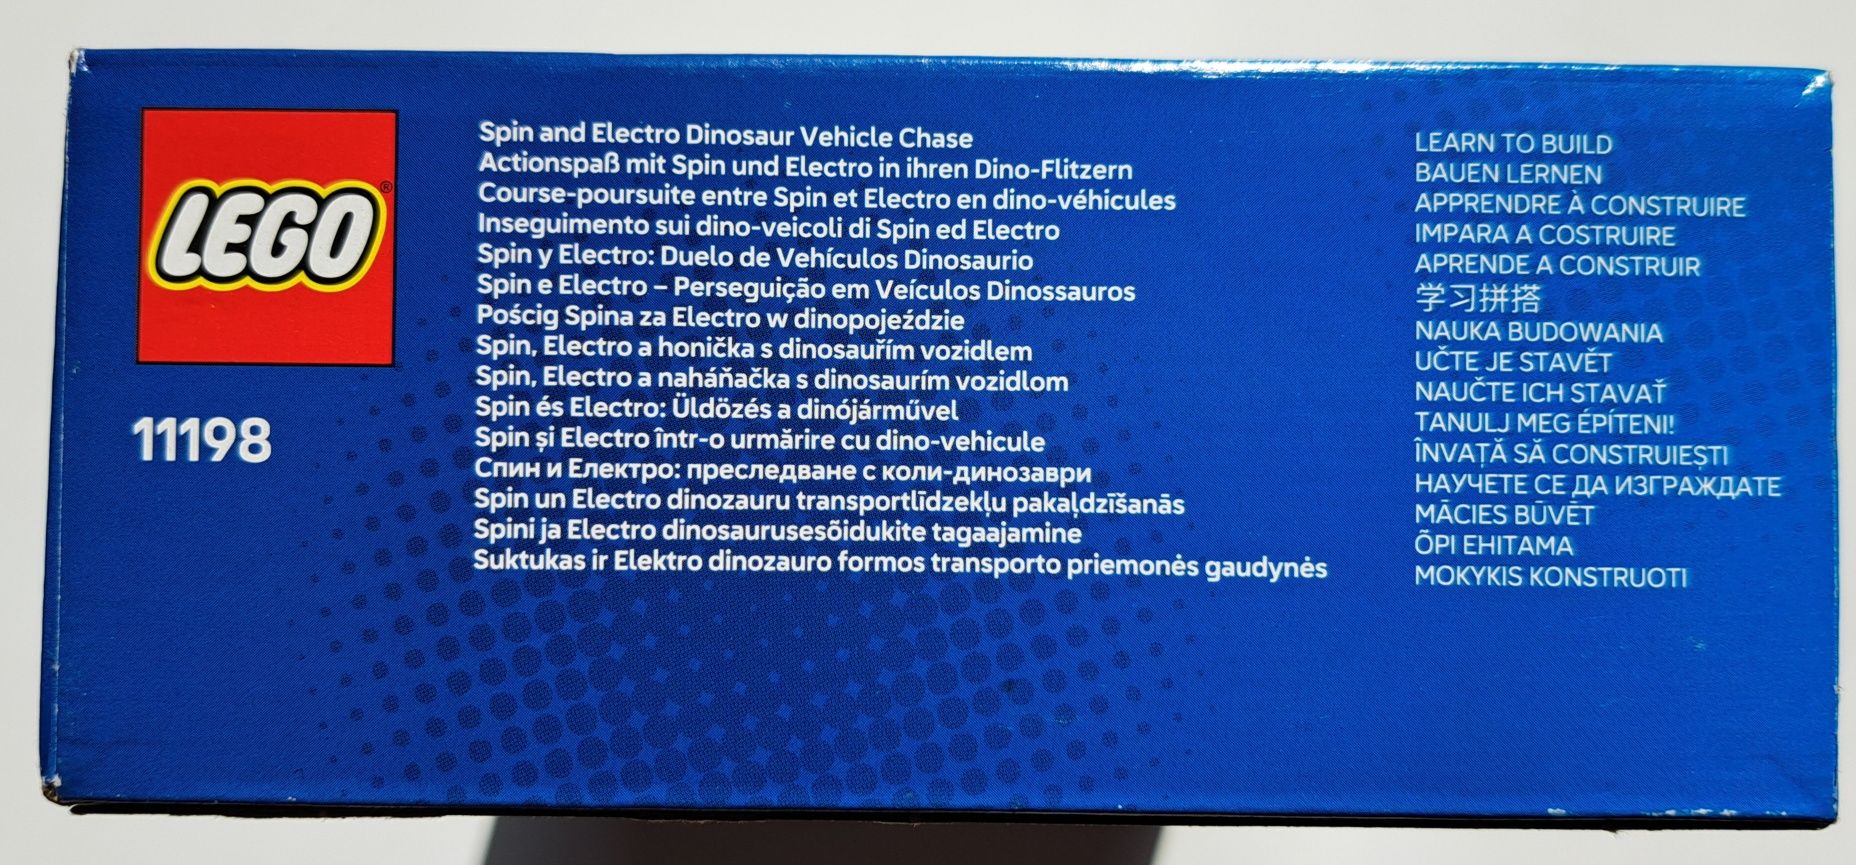 LEGO®
11198
Spin and Electro Dinosaur Vehicle Chase
Actionspaß mit Spin und Electro in ihren Dino-Flitzern
Course-poursuite entre Spin et Electro en dino-véhicules
Inseguimento sui dino-veicoli di Spin ed Electro
Spin y Electro: Duelo de Vehículos Dinosaurio
Spin e Electro – Perseguição em Veículos Dinossauros
Pościg Spina za Electro w dinopojeździe
Spin, Electro a honička s dinosauřím vozidlem
Spin, Electro a naháňačka s dinosaurím vozidlom
Spin és Electro: Üldözés a dinójárművel
Spin și Electro într-o urmărire cu dino-vehicule
Спин и Електро: преследване с коли-динозаври
Spin un Electro dinozauru transportlīdzekļu pakaļdzīšanās
Spini ja Electro dinosaurusesõidukite tagaajamine
Suktukas ir Elektro dinozauro formos transporto priemonės gaudynės
LEARN TO BUILD
BAUEN LERNEN
APPRENDRE À CONSTRUIRE
IMPARA A COSTRUIRE
APRENDE A CONSTRUIR
学习拼搭
NAUKA BUDOWANIA
UČTE JE STAVĚT
NAUČTE ICH STAVAŤ
TANULJ MEG ÉPÍTENI!
ÎNVAȚĂ SĂ CONSTRUIEȘTI
НАУЧЕТЕ СЕ ДА ИЗГРАЖДАТЕ
MĀCIES BŪVĒT
ÕPI EHITAMA
MOKYKIS KONSTRUOTI